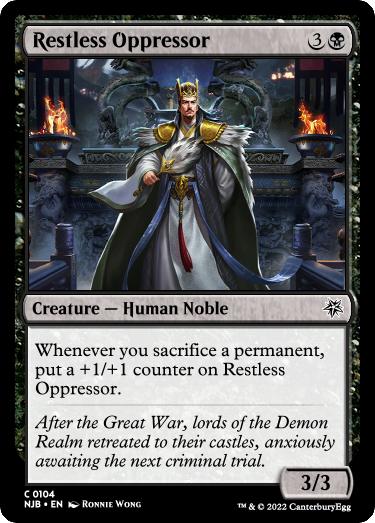 Restless Oppressor 3
Creature — Human Noble
Whenever you sacrifice a permanent,
put a +1/+1 counter on Restless
Oppressor.
After the Great War, lords of the Demon
Realm retreated to their castles, anxiously
awaiting the next criminal trial.
3/3
C 0104
NJB • EN Ronnie Wong
™ & © 2022 CanterburyEgg